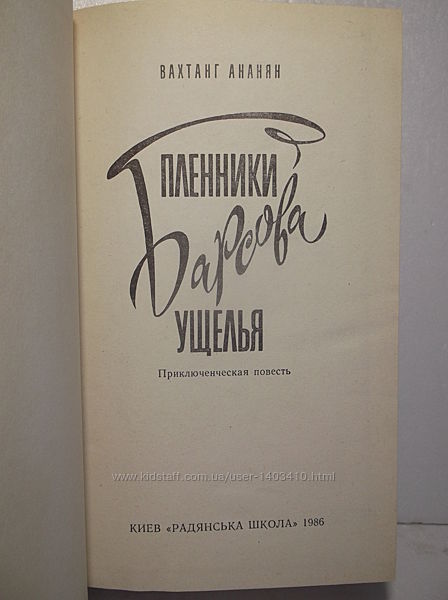 ВАХТАНГ АНАНЯН
ПЛЕННИКИ
Барсова
УЩЕЛЬЯ
Приключенческая повесть
www.kidstaff.com.ua/user-1403410.html
КИЕВ «РАДЯНСЬКА ШКОЛА» 1986